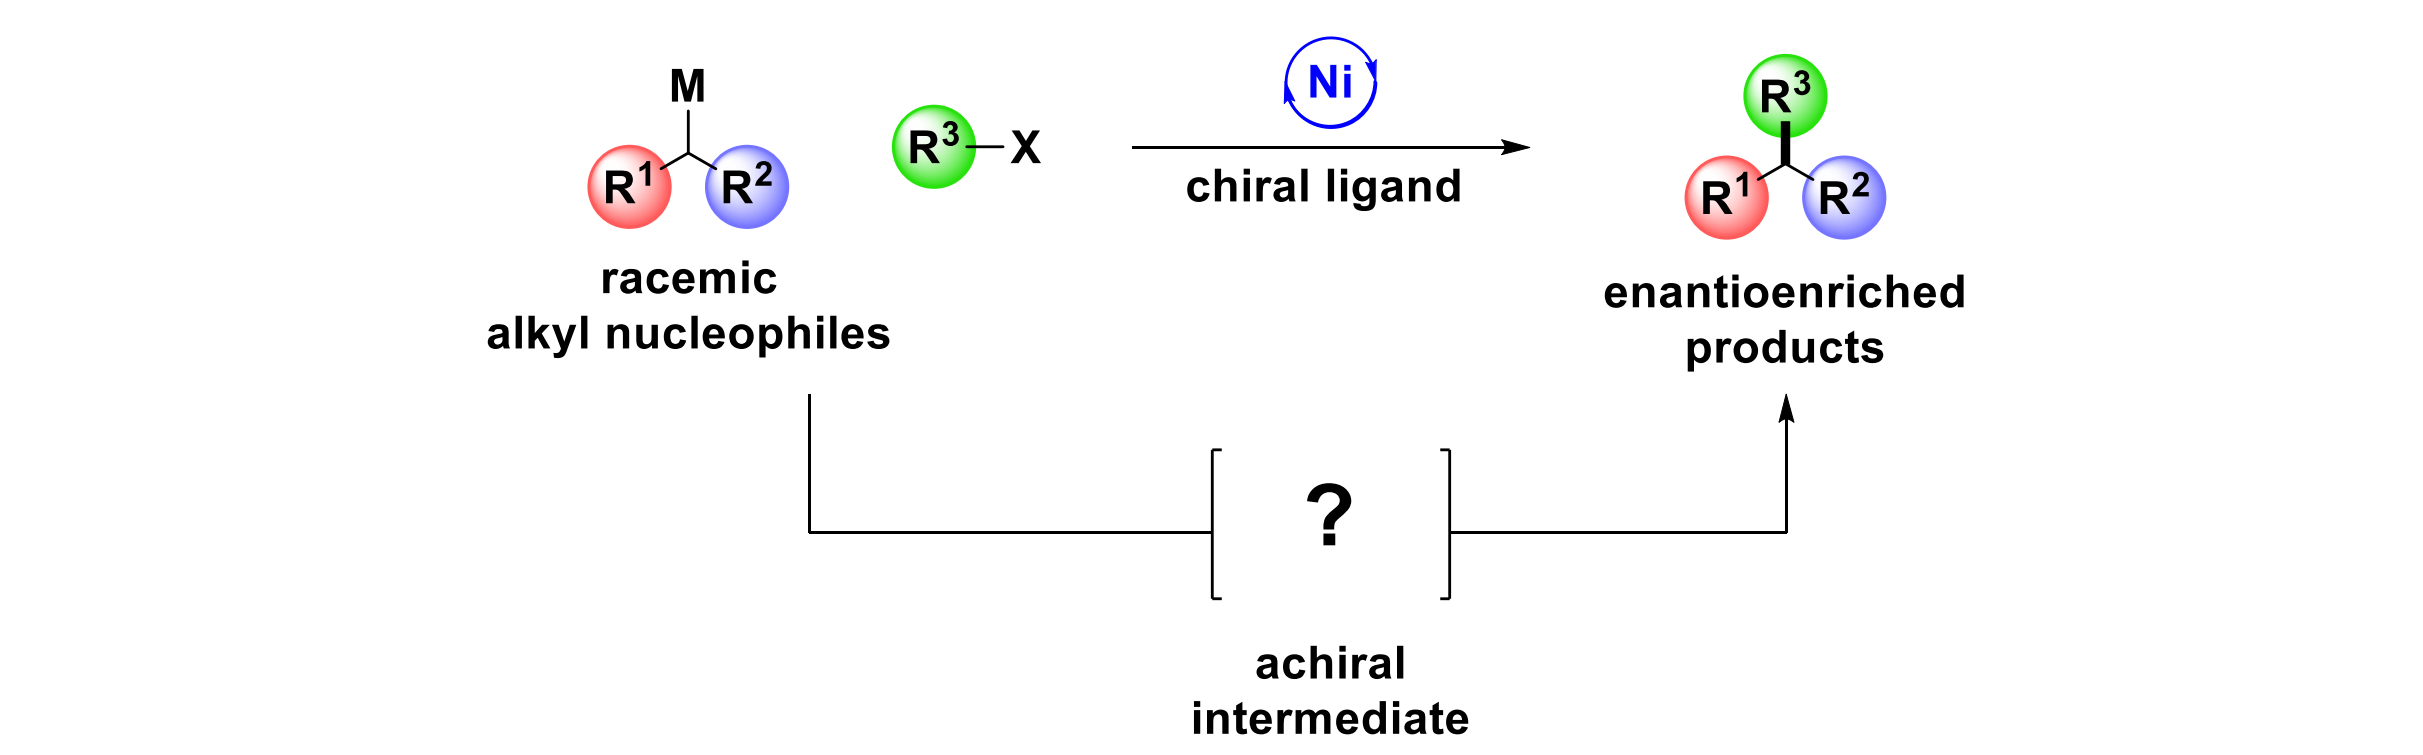 M
R1
R2
R3
X
Ni
chiral ligand
R3
R1
R2
racemic
alkyl nucleophiles
enantioenriched
products
?
achiral
intermediate